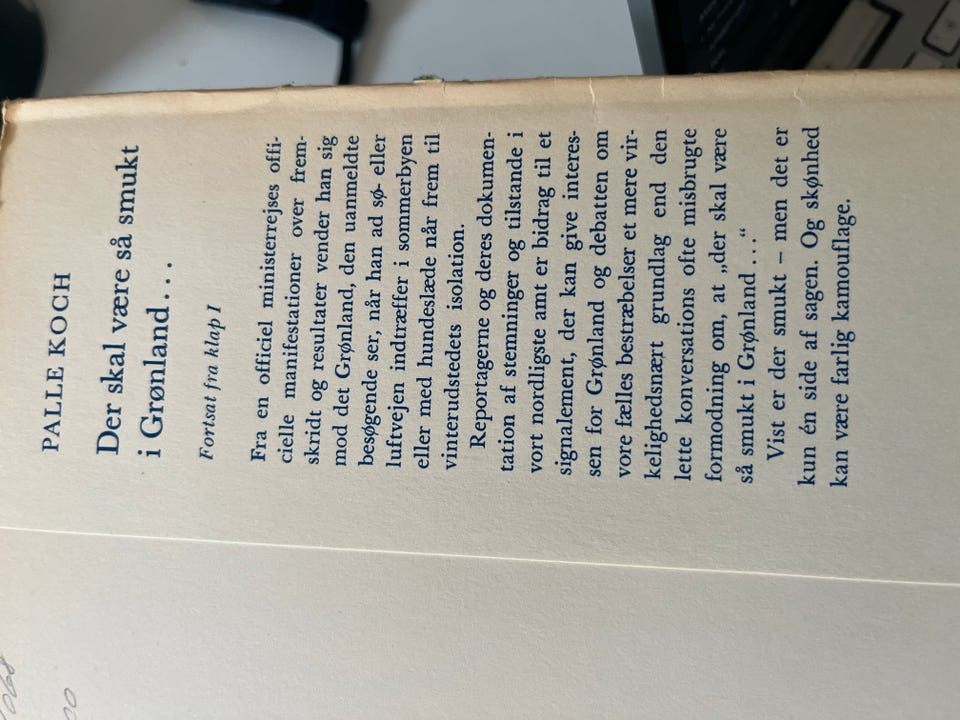 PALLE KOCH
Der skal være så smukt
i Grønland...
Fortsat fra klap I
Fra en officiel ministerrejses offi-
cielle manifestationer over frem-
skridt og resultater vender han sig
mod det Grønland, den uanmeldte
besøgende ser, når han ad sø- eller
luftvejen indtræffer i sommerbyen
eller med hundeslæde når frem til
vinterudstedets isolation.
Reportagerne og deres dokumen-
tation af stemninger og tilstande i
vort nordligste amt er bidrag til et
signalement, der kan give interes-
sen for Grønland og debatten om
vore fælles bestræbelser et mere vir-
kelighedsnært grundlag end den
lette konversations ofte misbrugte
formodning om, at „der skal være
så smukt i Grønland ...“
Vist er der smukt – men det er
kun én side af sagen. Og skønhed
kan være farlig kamouflage.